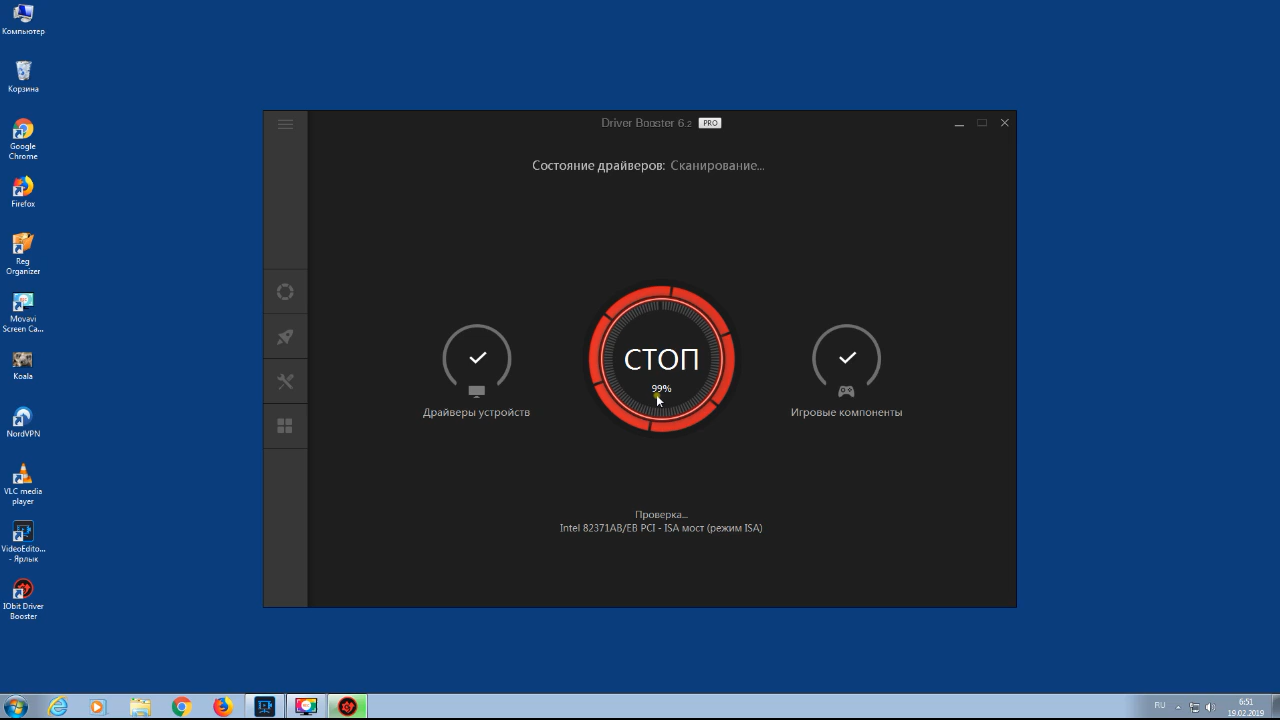 Компьютер
Корзина
Google
Chrome
Firefox
Reg
Organizer
Movavi
Screen Ca...
Koala
NordVPN
VLC media
player
VideoEdito...
- Ярлык
IObit Driver
Booster
Driver Booster 6.2 PRO
Состояние драйверов: Сканирование...
СТОП
99%
Драйверы устройств
Игровые компоненты
Проверка...
Intel 82371AB/EB PCI - ISA мост (режим ISA)
RU
6:51
19.02.2019